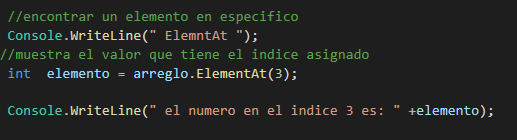 //encontrar un elemento en especifico
Console.WriteLine(" ElemntAt ");
//muestra el valor que tiene el indice asignado
int  elemento = arreglo.ElementAt(3);
Console.WriteLine(" el numero en el indice 3 es: " +elemento);